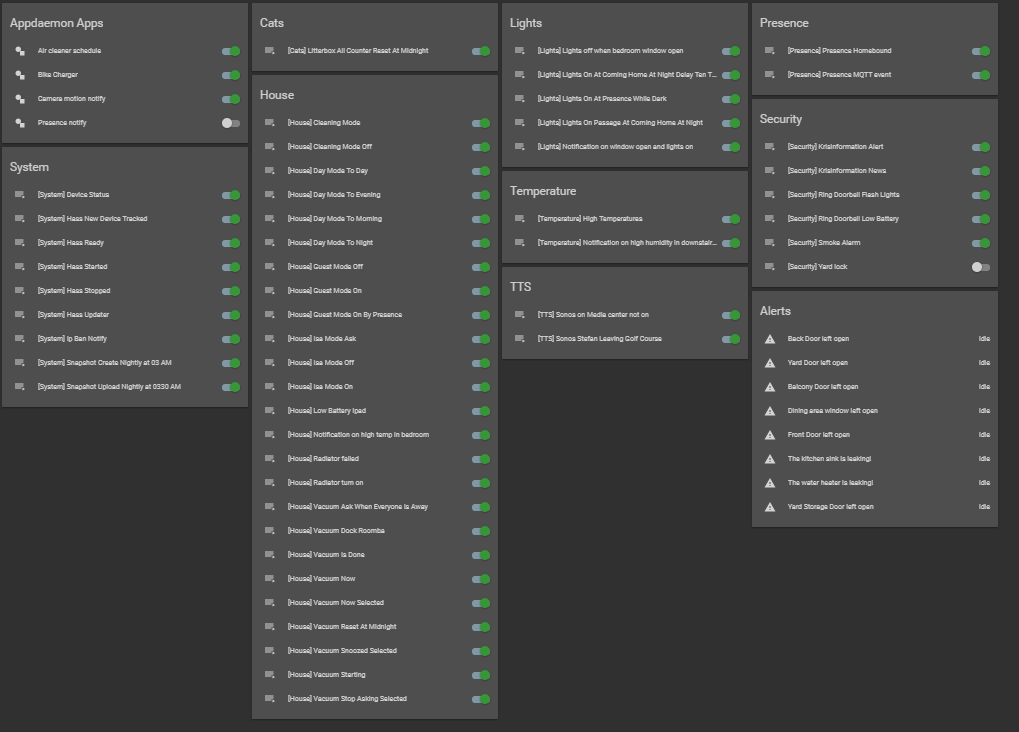 Appdaemon Apps
Air cleaner schedule
Bike Charger
Camera motion notify
Presence notify
System
[System] Device Status
[System] Hass New Device Tracked
[System] Hass Ready
[System] Hass Started
[System] Hass Stopped
[System] Hass Updater
[System] Ip Ban Notify
[System] Snapshot Create Nightly at 03 AM
[System] Snapshot Upload Nightly at 0330 AM
Cats
[Cats] Litterbox All Counter Reset At Midnight
House
[House] Cleaning Mode
[House] Cleaning Mode Off
[House] Day Mode To Day
[House] Day Mode To Evening
[House] Day Mode To Morning
[House] Day Mode To Night
[House] Guest Mode Off
[House] Guest Mode On
[House] Guest Mode On By Presence
[House] Isa Mode Ask
[House] Isa Mode Off
[House] Isa Mode On
[House] Low Battery Ipad
[House] Notification on high temp in bedroom
[House] Radiator failed
[House] Radiator turn on
[House] Vacuum Ask When Everyone Is Away
[House] Vacuum Dock Roomba
[House] Vacuum Is Done
[House] Vacuum Now
[House] Vacuum Now Selected
[House] Vacuum Reset At Midnight
[House] Vacuum Snoozed Selected
[House] Vacuum Starting
[House] Vacuum Stop Asking Selected
Lights
[Lights] Lights off when bedroom window open
[Lights] Lights On At Coming Home At Night Delay Ten T...
[Lights] Lights On At Presence While Dark
[Lights] Lights On Passage At Coming Home At Night
[Lights] Notification on window open and lights on
Temperature
[Temperature] High Temperatures
[Temperature] Notification on high humidity in downstair...
TTS
[TTS] Sonos on Media center not on
[TTS] Sonos Stefan Leaving Golf Course
Presence
[Presence] Presence Homebound
[Presence] Presence MQTT event
Security
[Security] Krisinformation Alert
[Security] Krisinformation News
[Security] Ring Doorbell Flash Lights
[Security] Ring Doorbell Low Battery
[Security] Smoke Alarm
[Security] Yard lock
Alerts
Back Door left open Idle
Yard Door left open Idle
Balcony Door left open Idle
Dining area window left open Idle
Front Door left open Idle
The kitchen sink is leaking! Idle
The water heater is leaking! Idle
Yard Storage Door left open Idle